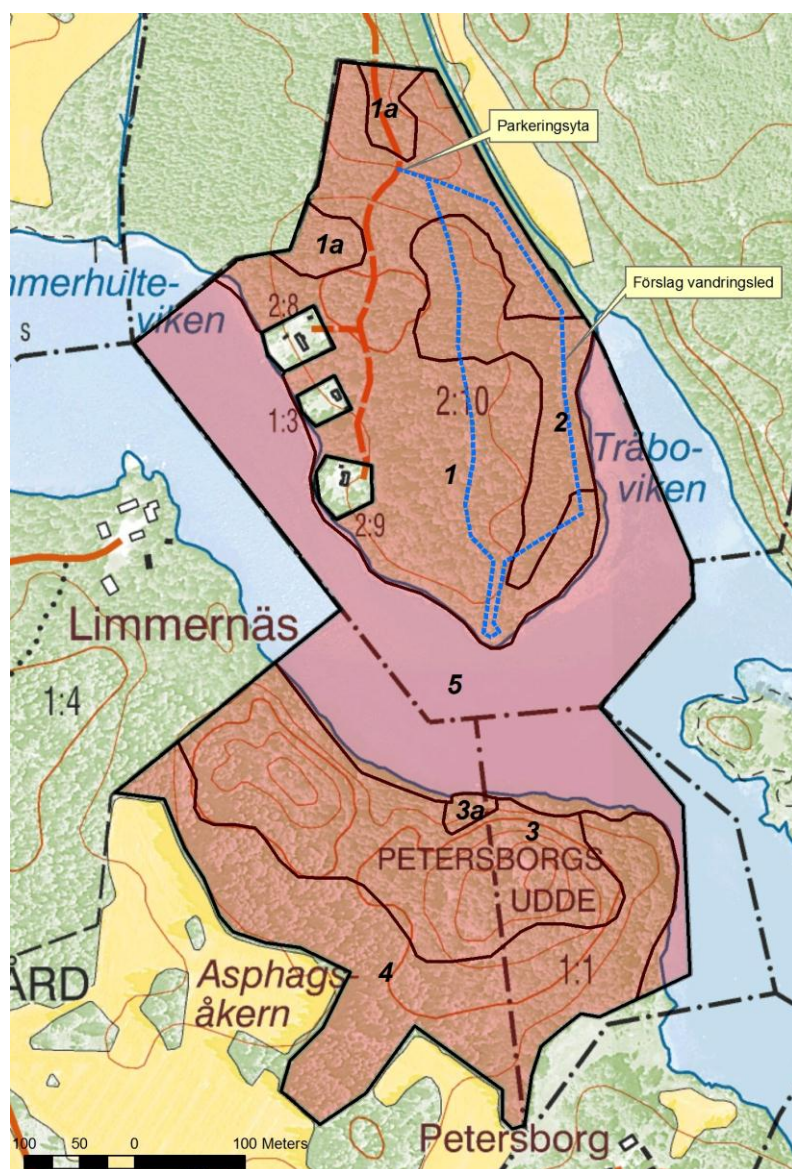 1a
Parkeringsyta
1a
Förslag vandringsled
mmerhulte-
viken
2:8
S
2:10
1:3
2
1
Träbo-
viken
2:9
Limmernäs
5
1:4
3a
3
PETERSBORGS
UDDE
4
1:1
ÅRD
Asphags-
åkern
Petersborg
100 50 0 100 Meters